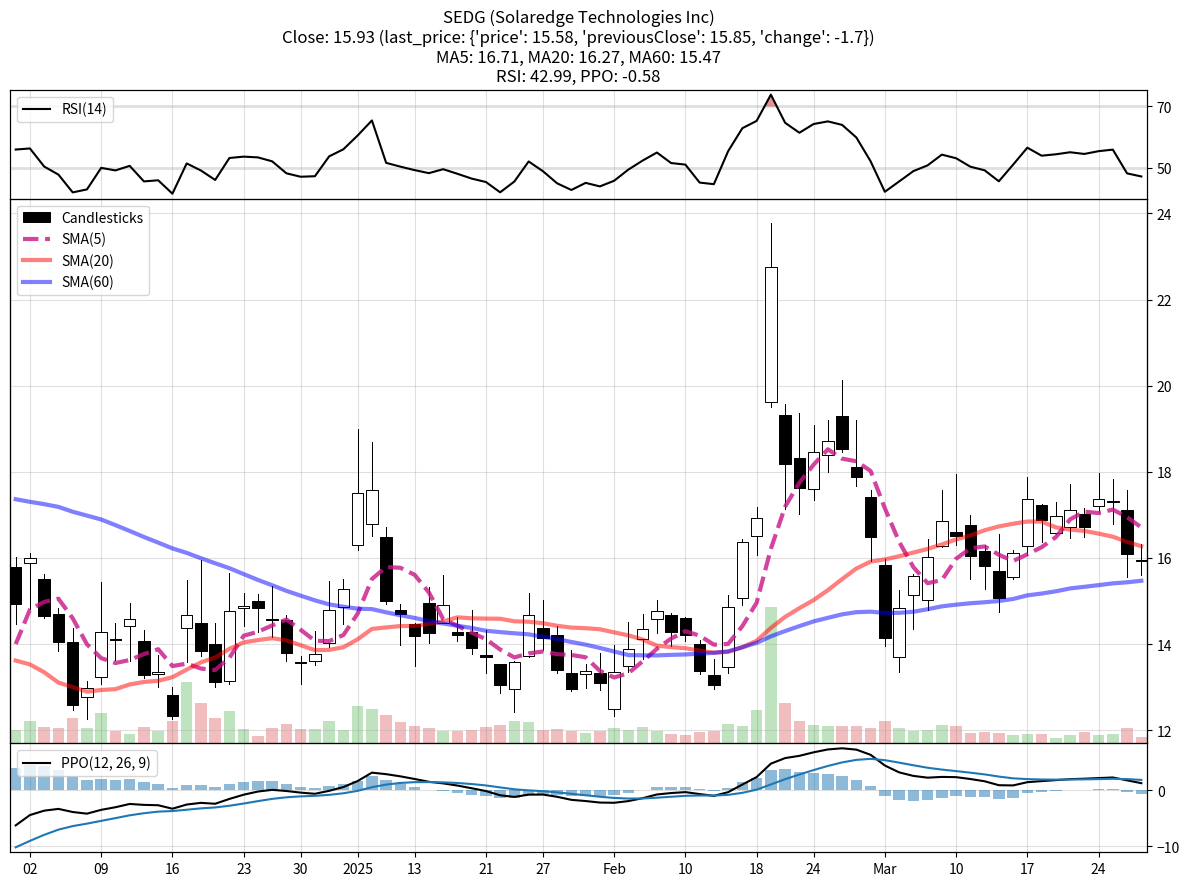 SEDG (Solaredge Technologies Inc)
Close: 15.93 (last_price: {'price': 15.58, 'previousClose': 15.85, 'change': -1.7})
MA5: 16.71, MA20: 16.27, MA60: 15.47
RSI: 42.99, PPO: -0.58
RSI(14)
70
50
Candlesticks
SMA(5)
SMA(20)
SMA(60)
24
22
20
18
16
14
12
PPO(12, 26, 9)
0
−10
02 09 16 23 30 2025 13 21 27 Feb 10 18 24 Mar 10 17 24